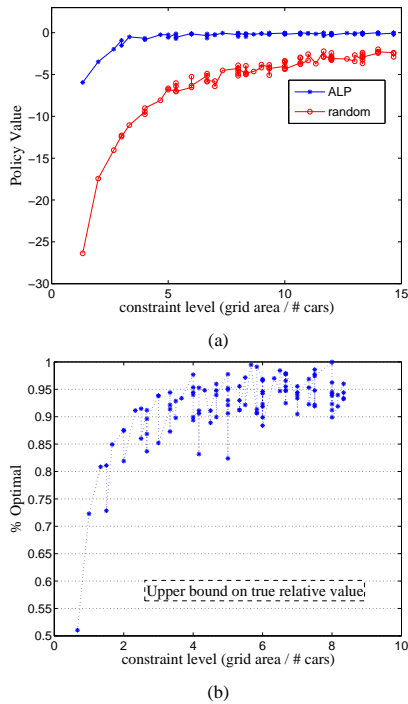 0
-5
-10
-15
-20
-25
-30
Policy Value
ALP
random
0 5 10 15
constraint level (grid area / # cars)
(a)
1
0.95
0.9
0.85
0.8
0.75
0.7
0.65
0.6
0.55
0.5
% Optimal
Upper bound on true relative value
0 2 4 6 8 10
constraint level (grid area / # cars)
(b)